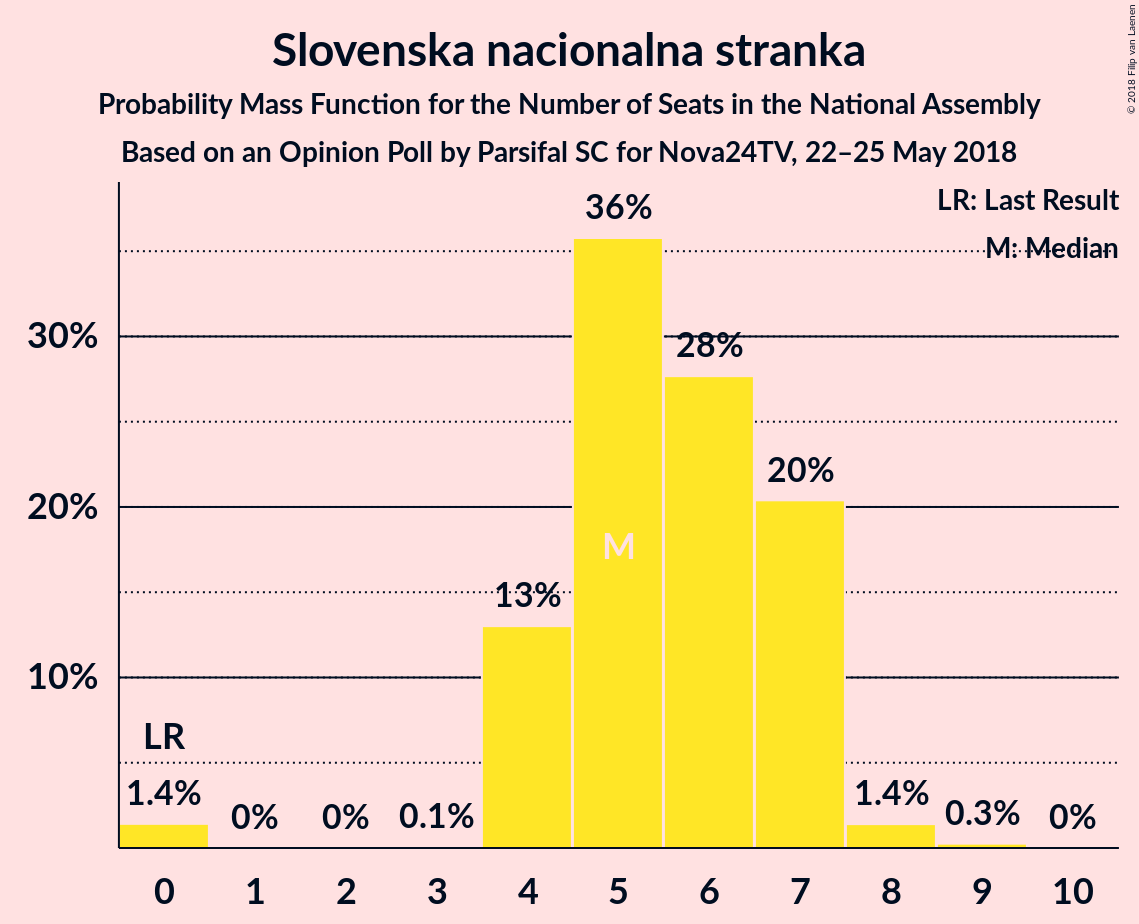 Slovenska nacionalna stranka
Probability Mass Function for the Number of Seats in the National Assembly
Based on an Opinion Poll by Parsifal SC for Nova24TV, 22–25 May 2018
© 2018 Filip van Laenen
LR: Last Result
M: Median
30%
20%
10%
LR
1.4%
0%
0%
0.1%
13%
36%
M
28%
20%
1.4%
0.3%
0%
0 1 2 3 4 5 6 7 8 9 10